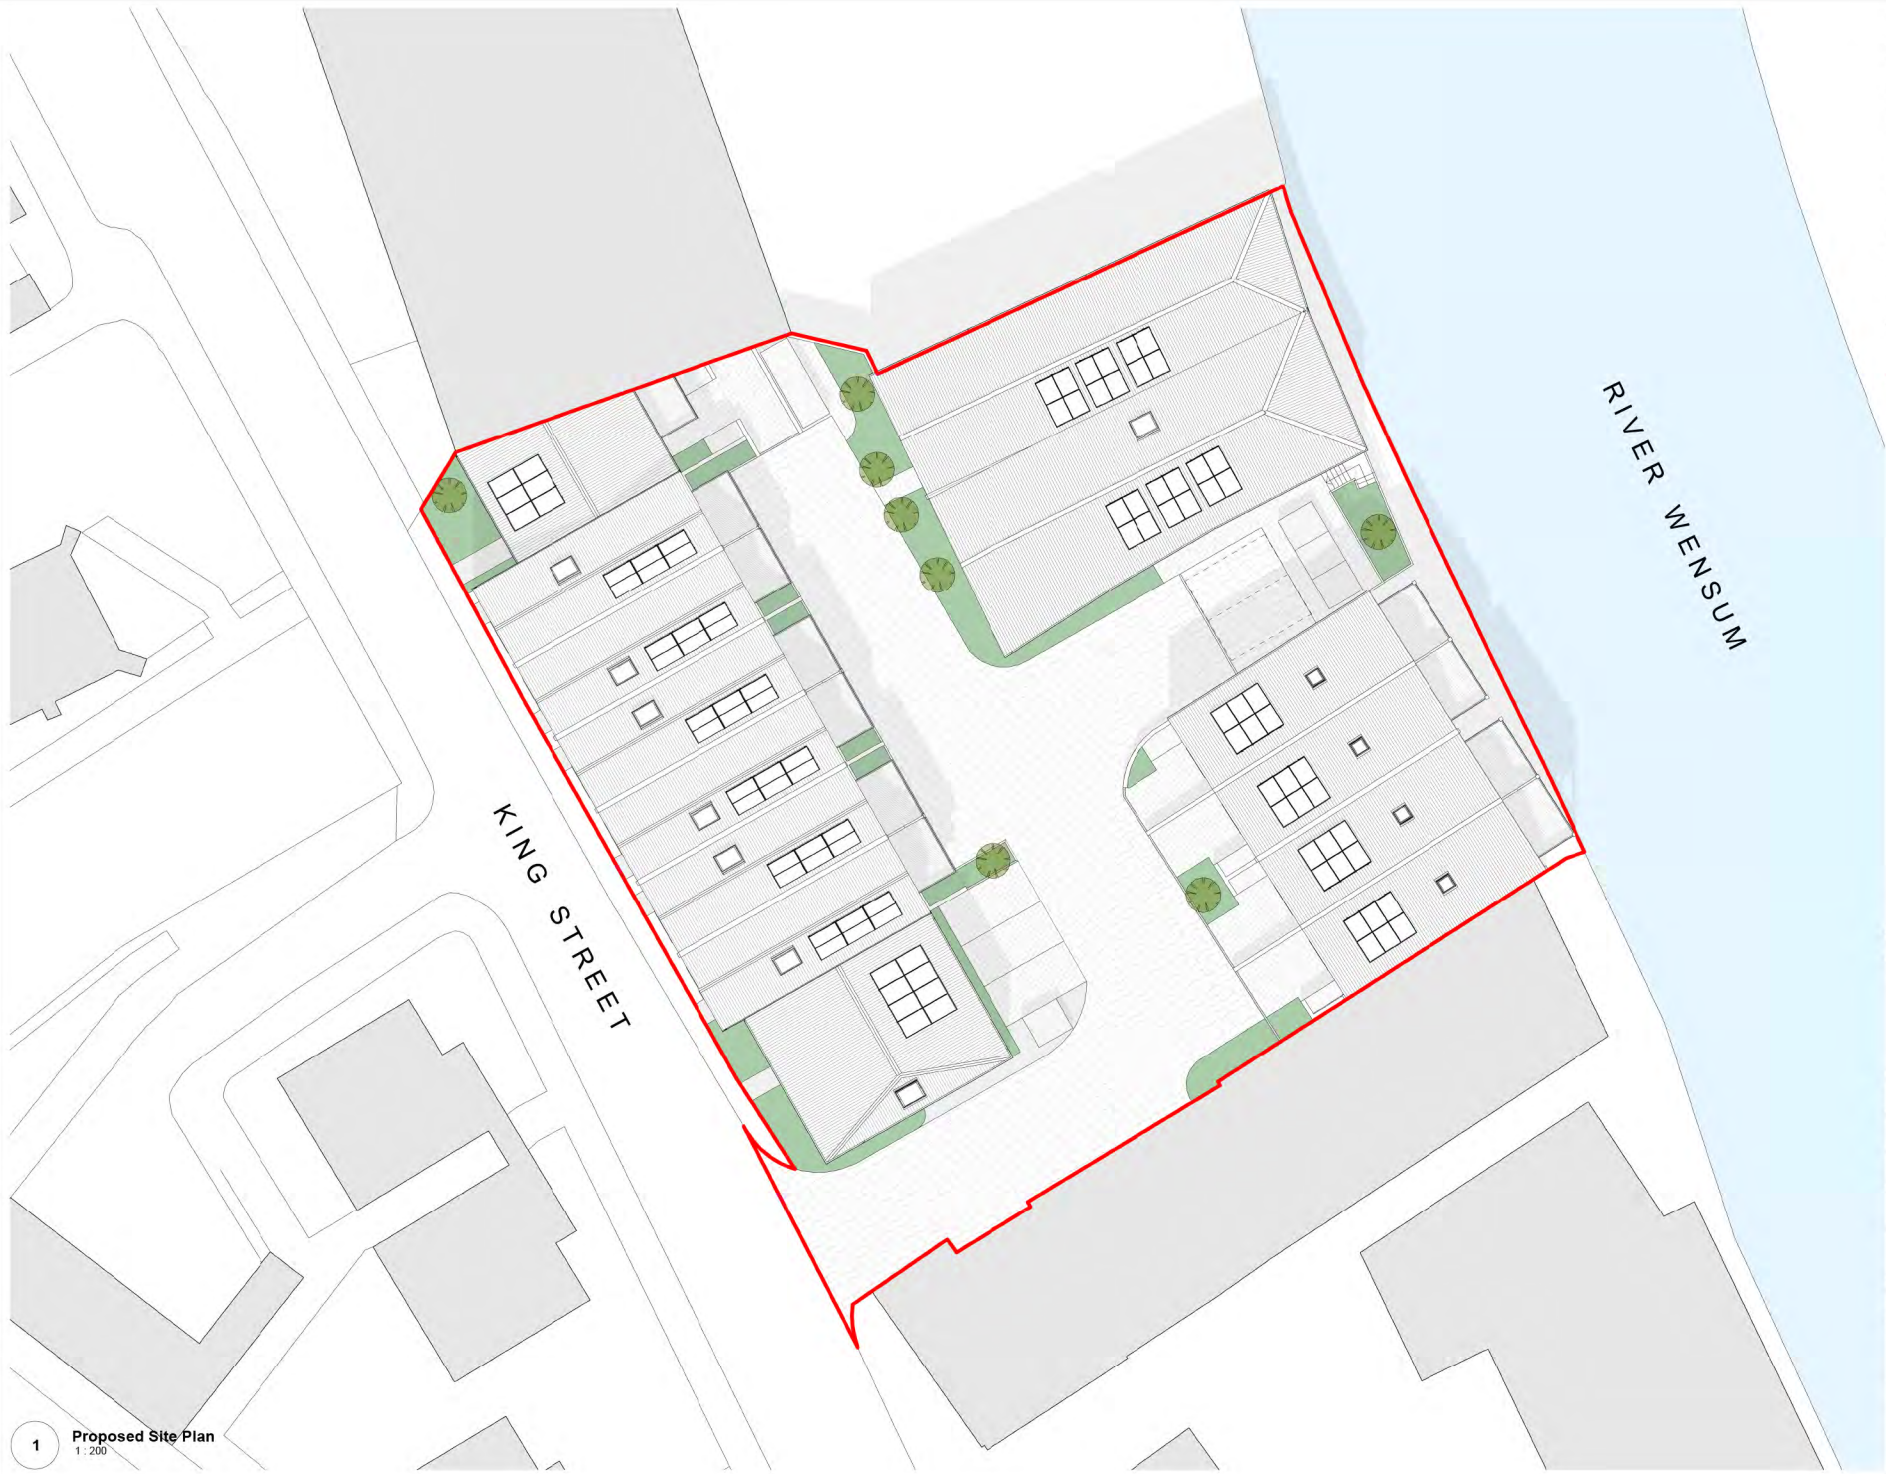 RIVER WENSUM
KING STREET
1
Proposed Site Plan
1 : 200